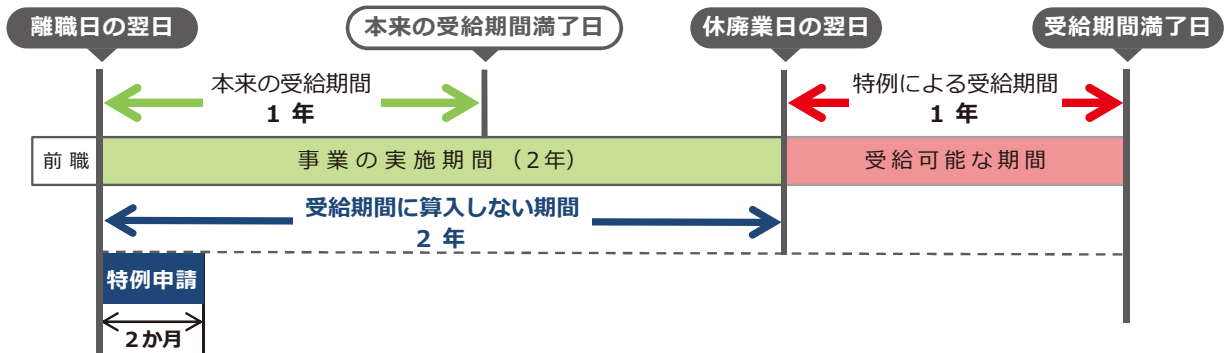 離職日の翌日
本来の受給期間満了日
休廃業日の翌日
受給期間満了日
本来の受給期間
1 年
特例による受給期間
1 年
前職
事業の実施期間（2年）
受給可能な期間
受給期間に算入しない期間
2 年
特例申請
2か月